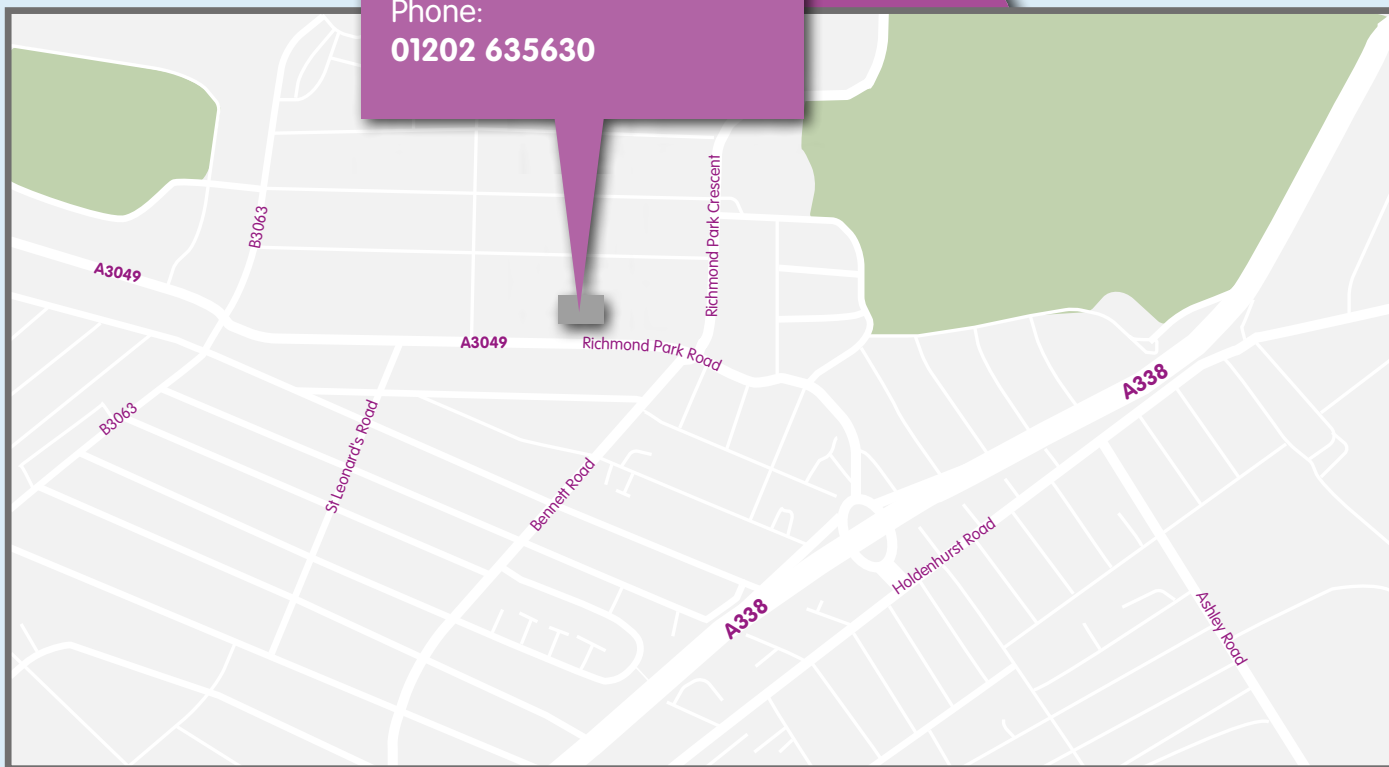 Phone:
01202 635630
Richmond Park Crescent
B3063
A3049
A3049
Richmond Park Road
A338
B3063
St Leonard's Road
Bennett Road
Holdenhurst Road
A338
Ashley Road